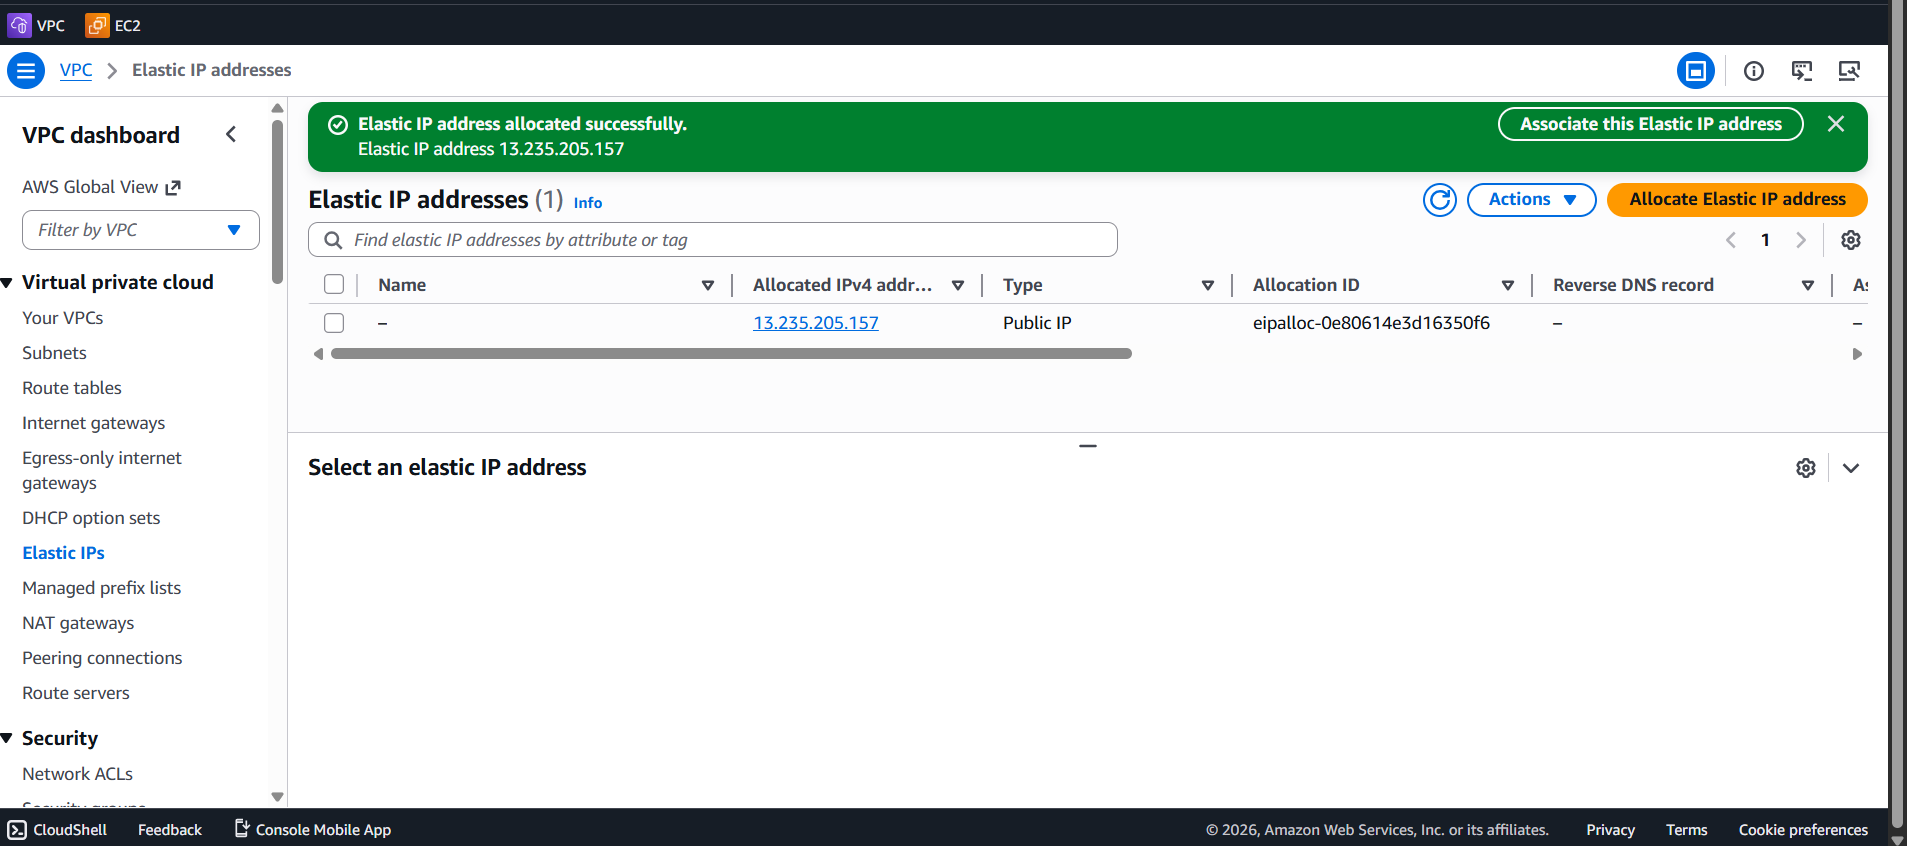 VPC
EC2
VPC > Elastic IP addresses
VPC dashboard
AWS Global View
Filter by VPC
Virtual private cloud
Your VPCs
Subnets
Route tables
Internet gateways
Egress-only internet
gateways
DHCP option sets
Elastic IPs
Managed prefix lists
NAT gateways
Peering connections
Route servers
Security
Network ACLs
Elastic IP address allocated successfully.
Elastic IP address 13.235.205.157
Associate this Elastic IP address
Elastic IP addresses (1) Info
Actions
Allocate Elastic IP address
Find elastic IP addresses by attribute or tag
1
Name Allocated IPv4 addr... Type Allocation ID Reverse DNS record
– 13.235.205.157 Public IP eipalloc-0e80614e3d16350f6 – –
Select an elastic IP address
CloudShell Feedback Console Mobile App
© 2026, Amazon Web Services, Inc. or its affiliates. Privacy Terms Cookie preferences